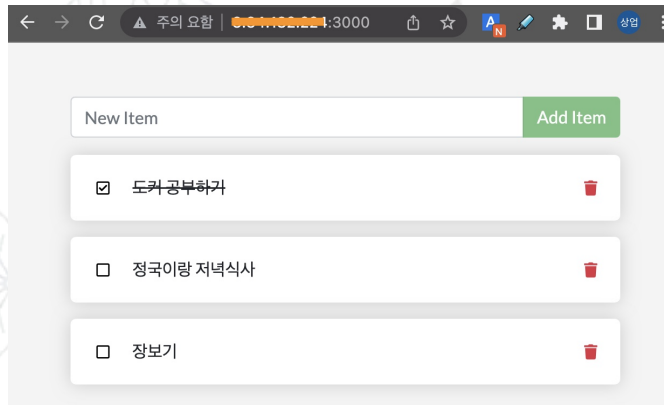 주의 요함 | :3000
A N
상업
New Item
Add Item
도커 공부하기
정국이랑 저녁식사
장보기